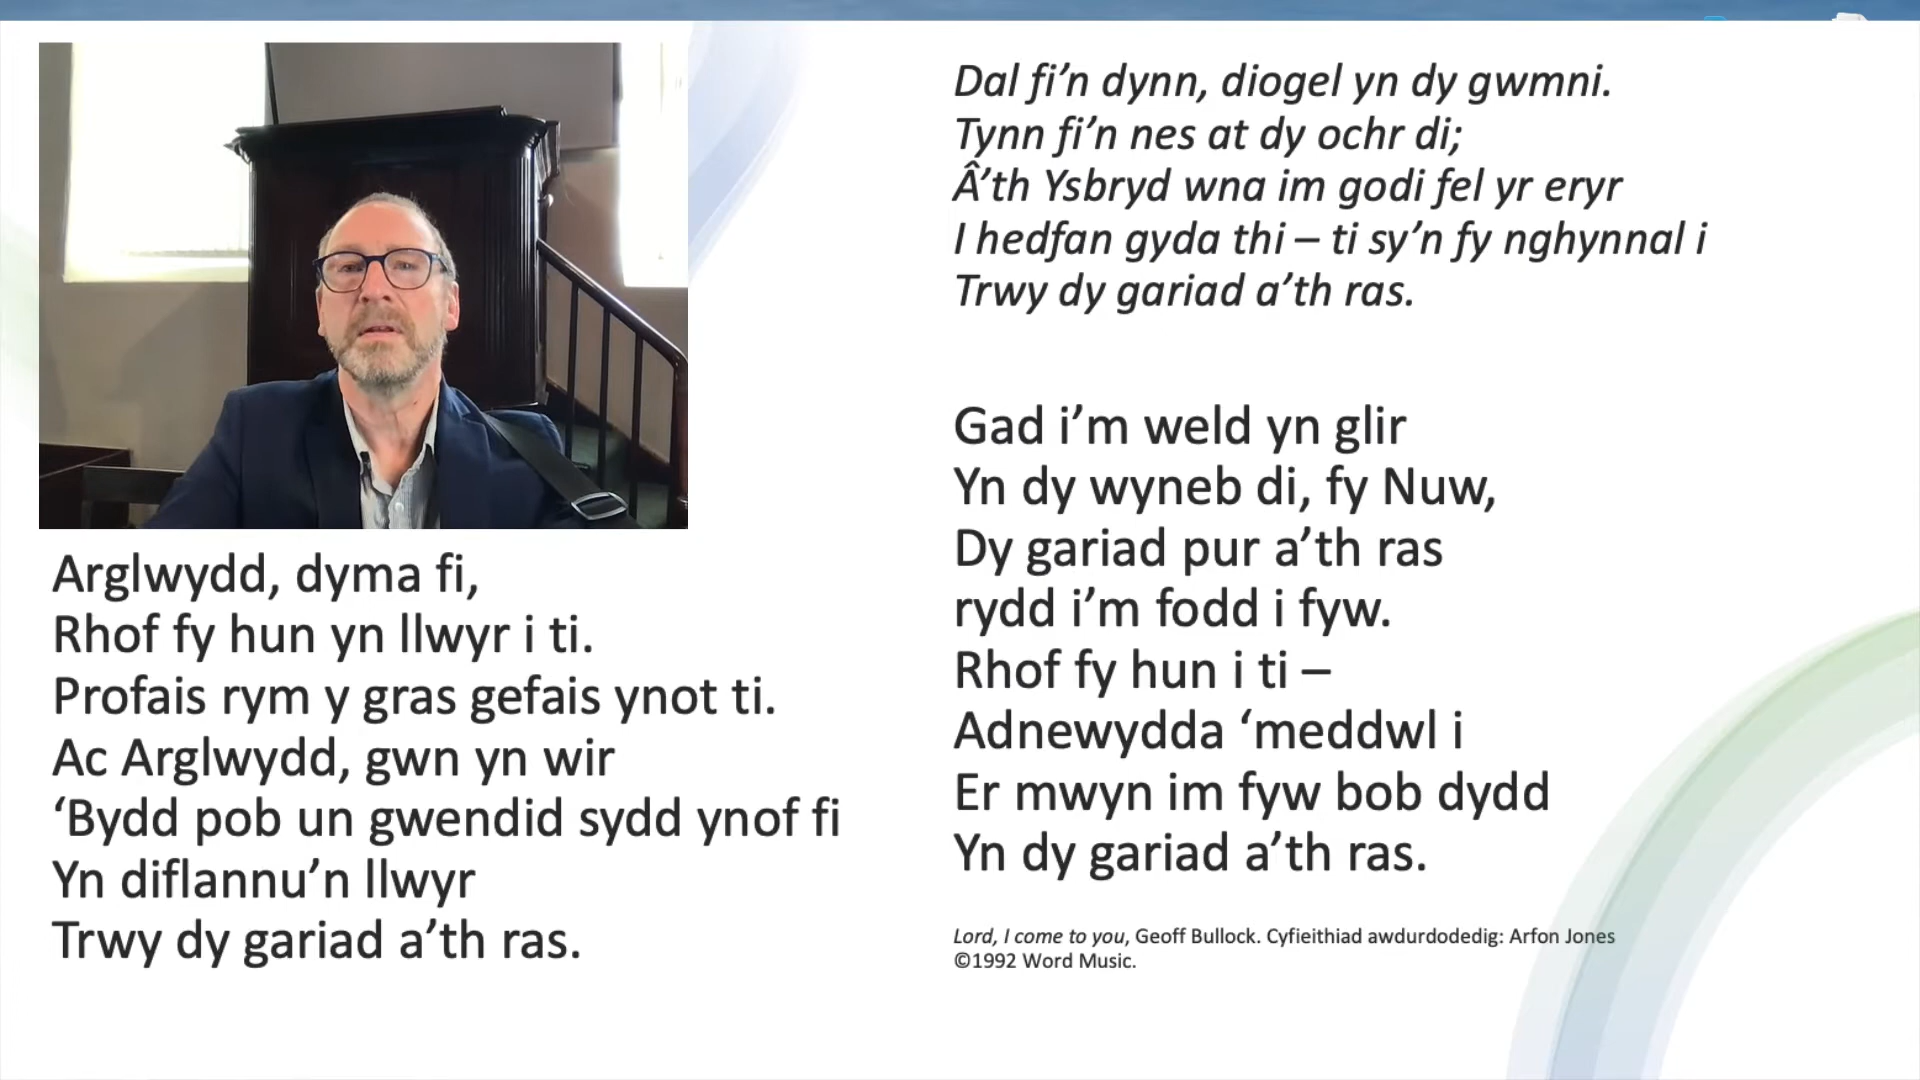 Arglwydd, dyma fi,
Rhof fy hun yn llwyr i ti.
Profais rym y gras gefais ynot ti.
Ac Arglwydd, gwn yn wir
‘Bydd pob un gwendid sydd ynof fi
Yn diflannu’n llwyr
Trwy dy gariad a’th ras.
Dal fi’n dynn, diogel yn dy gwmni.
Tynn fi’n nes at dy ochr di;
Â’th Ysbryd wna im godi fel yr eryr
I hedfan gyda thi – ti sy’n fy nghynnal i
Trwy dy gariad a’th ras.
Gad i’m weld yn glir
Yn dy wyneb di, fy Nuw,
Dy gariad pur a’th ras
rydd i’m fodd i fyw.
Rhof fy hun i ti –
Adnewydda ‘meddwl i
Er mwyn im fyw bob dydd
Yn dy gariad a’th ras.
Lord, I come to you, Geoff Bullock. Cyfieithiad awdurdodedig: Arfon Jones
©1992 Word Music.